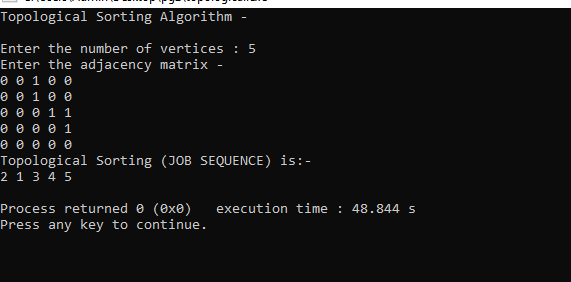 Topological Sorting Algorithm -
Enter the number of vertices : 5
Enter the adjacency matrix -
0 0 1 0 0
0 0 1 0 0
0 0 0 1 1
0 0 0 0 1
0 0 0 0 0
Topological Sorting (JOB SEQUENCE) is:-
2 1 3 4 5
Process returned 0 (0x0)   execution time : 48.844 s
Press any key to continue.